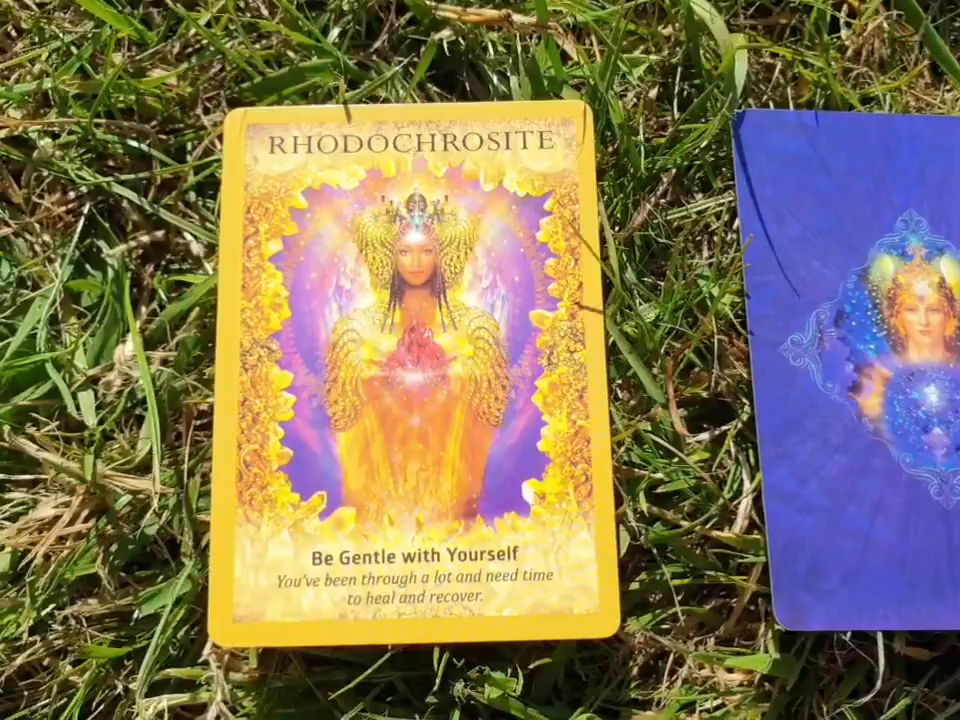 RHODOCHROSITE
Be Gentle with Yourself
You've been through a lot and need time
to heal and recover.